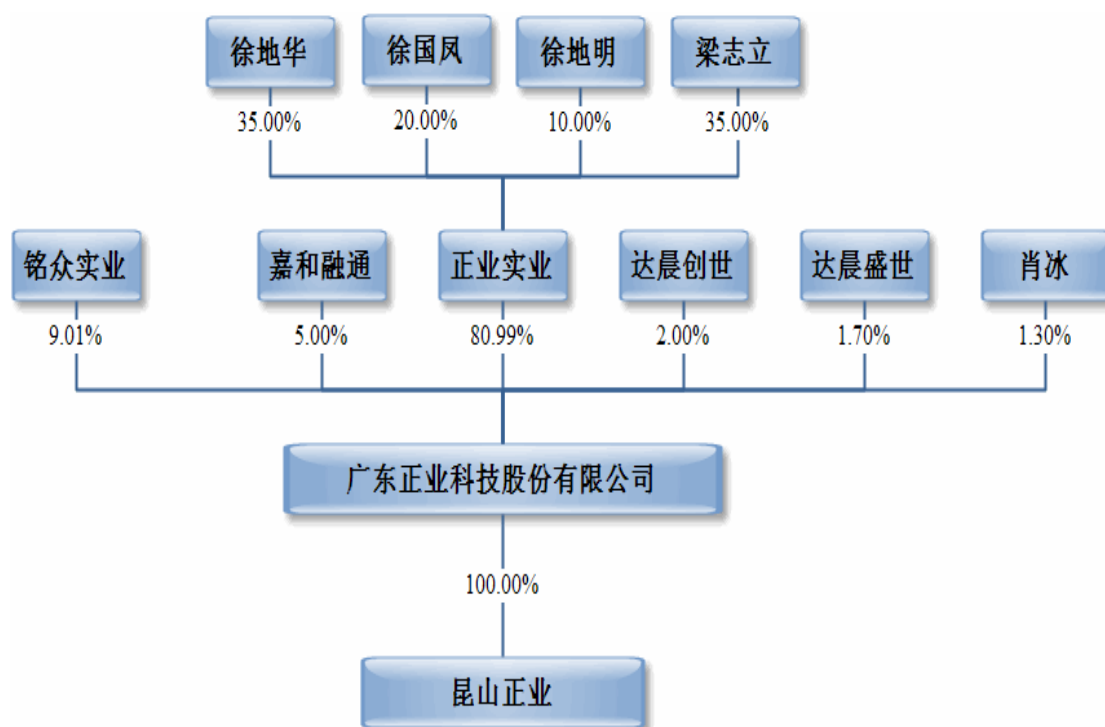 徐地华 徐国凤 徐地明 梁志立
35.00% 20.00% 10.00% 35.00%
铭众实业 嘉和融通 正业实业 达晨创世 达晨盛世 肖冰
9.01% 5.00% 80.99% 2.00% 1.70% 1.30%
广东正业科技股份有限公司
100.00%
昆山正业